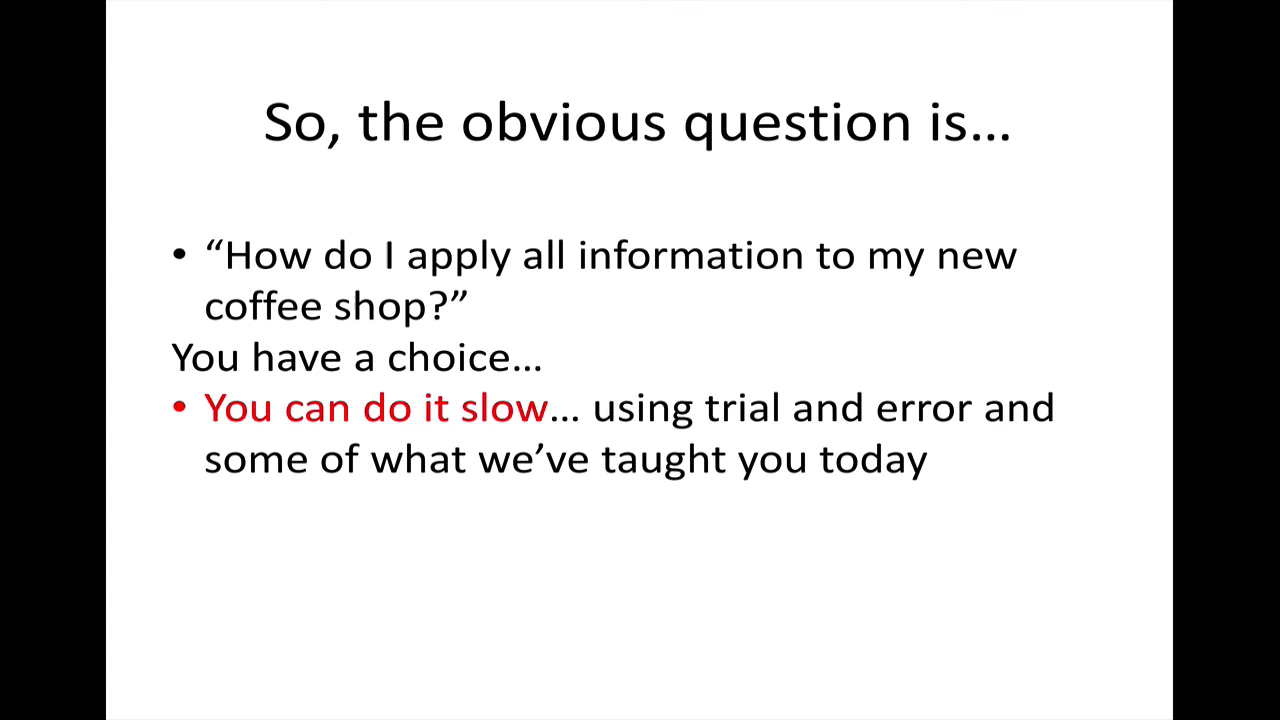 So, the obvious question is…
• “How do I apply all information to my new
coffee shop?”
You have a choice…
• You can do it slow… using trial and error and
some of what we’ve taught you today